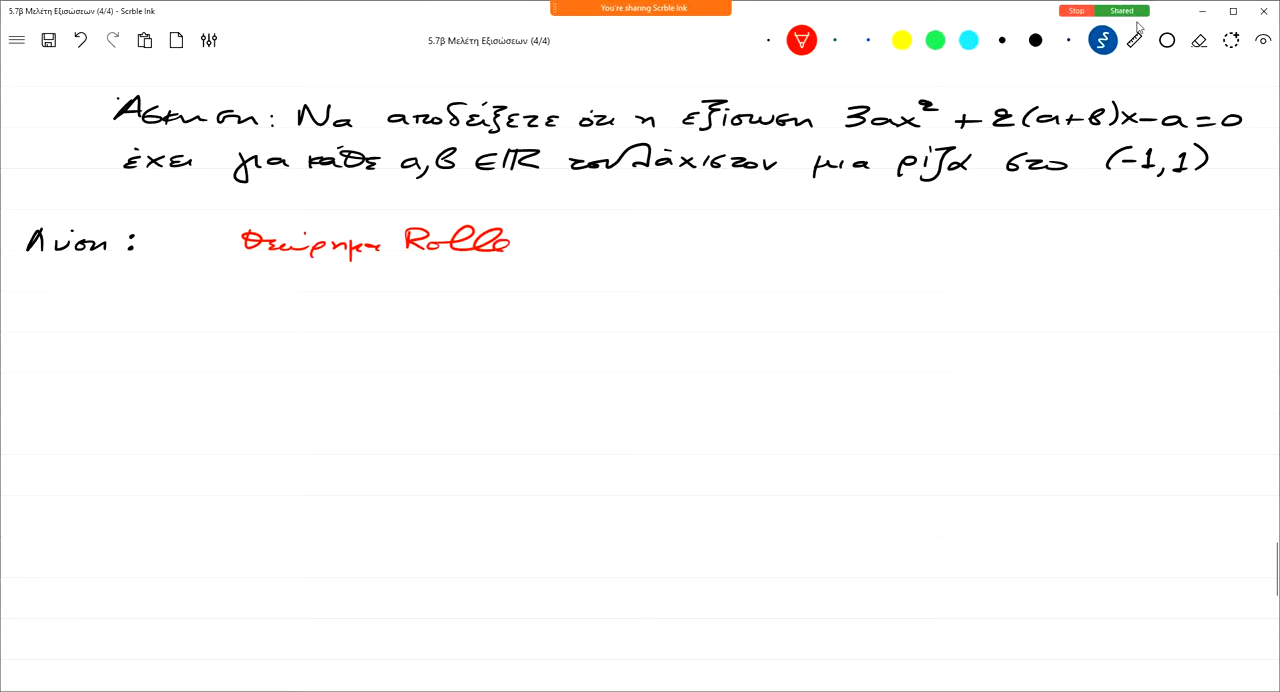 5.7β Μελέτη Εξισώσεων (4/4) - Scrble Ink
You're sharing Scrble Ink
Stop Shared
5.7β Μελέτη Εξισώσεων (4/4)
Άσκηση: Να αποδείξετε ότι η εξίσωση 3αx² + 2(α+β)x-α=0
έχει για κάθε α,β ∈ ℝ τουλάχιστον μια ρίζα στο (-1,1)
Λύση: Θεώρημα Rolle